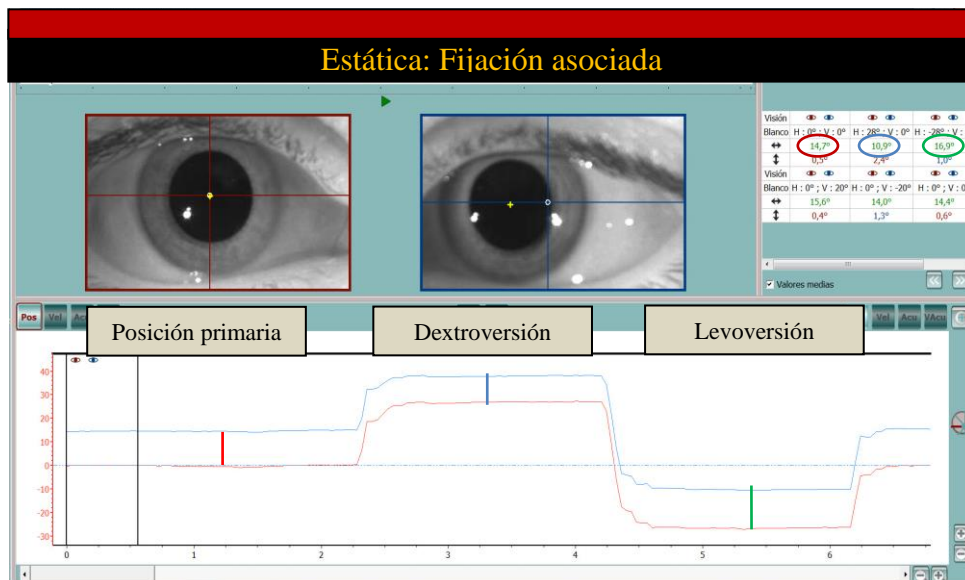 Estática: Fijación asociada
Visión
Blanco H : 0° ; V : 0° H : 28° ; V : 0° H : -28° ; V : 0°
14,7° 10,9° 16,9°
0,5° 2,4° 1,0°
Visión
Blanco H : 0° ; V : 20° H : 0° ; V : -20° H : 0° ; V : 0
15,6° 14,0° 14,4°
0,4° 1,3° 0,6°
Valores medias
Pos Vel Posición primaria Dextroversión Levoversión Vel Acu VAcu
40
30
20
10
0
-10
-20
-30
0 1 2 3 4 5 6